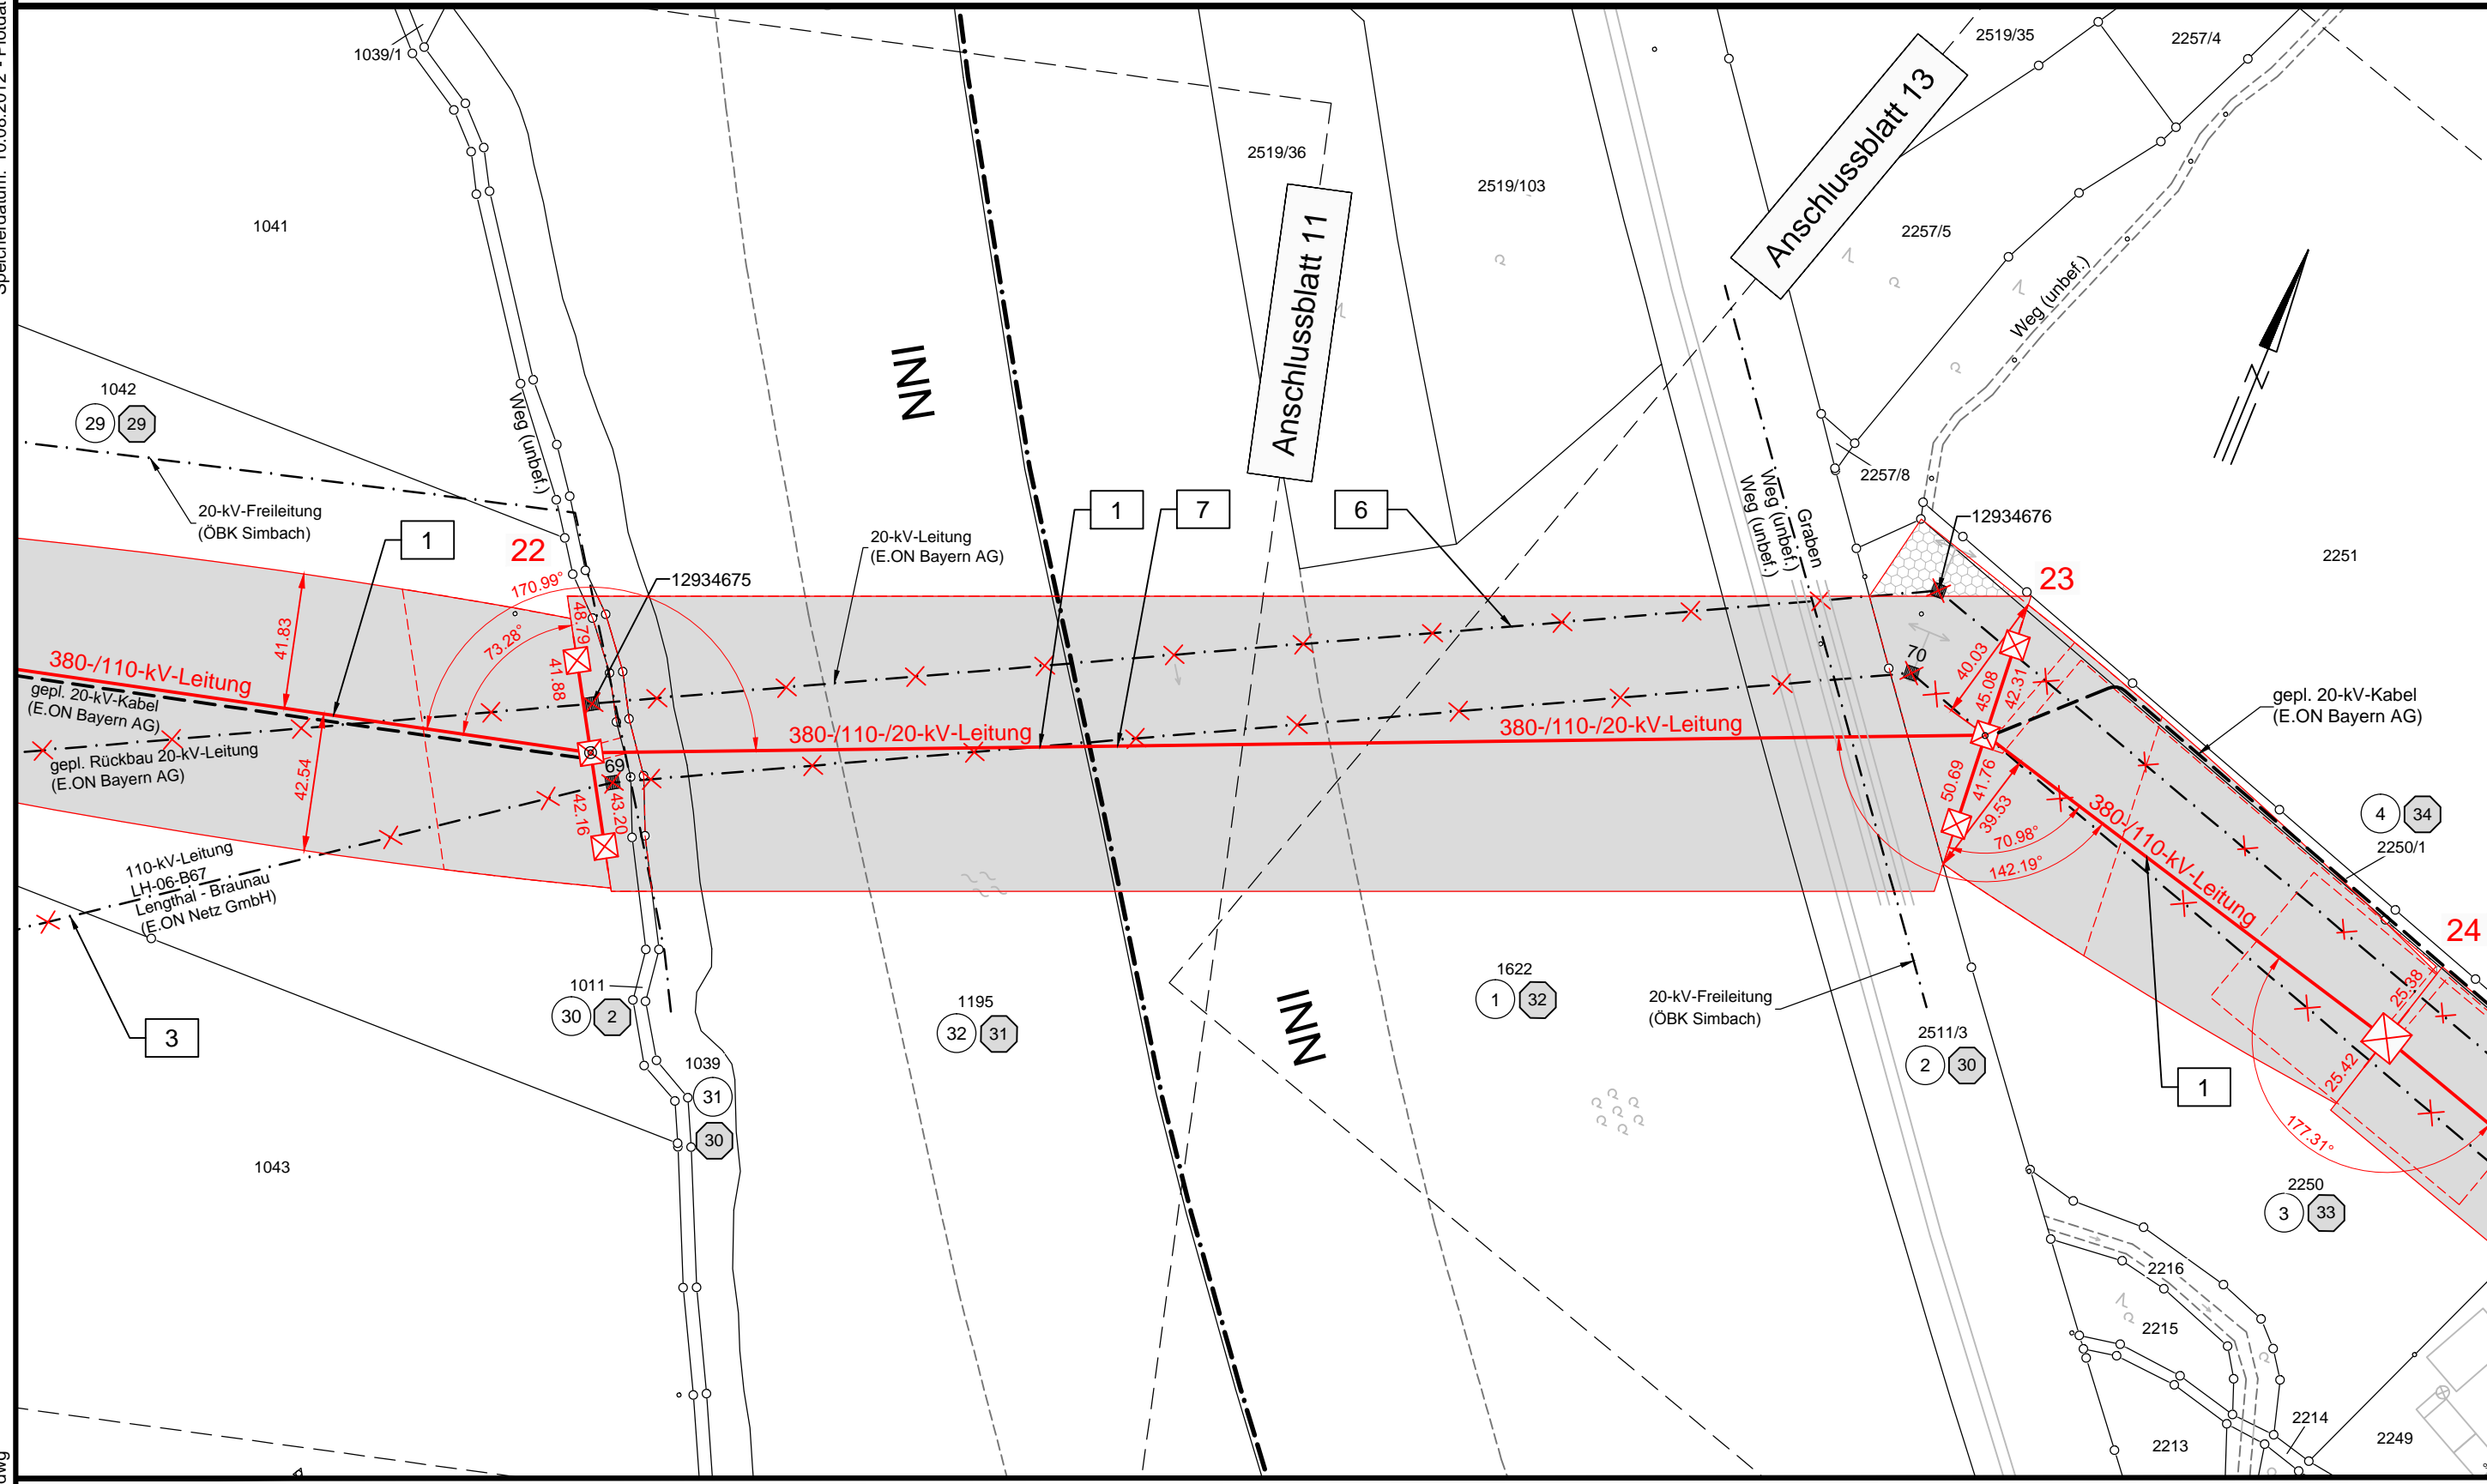 Speicherdatum: 10.08.2012 - Plotdat
dwg
1039/1
1041
1042
29
29
20-kV-Freileitung
(ÖBK Simbach)
1
Weg (unbef.)
22
170.99°
73.28°
48.79
41.88
41.83
42.54
42.16
43.20
12934675
69
380-/110-kV-Leitung
gepl. 20-kV-Kabel
(E.ON Bayern AG)
gepl. Rückbau 20-kV-Leitung
(E.ON Bayern AG)
110-kV-Leitung
LH-06-B67
Lengthal - Braunau
(E.ON Netz GmbH)
3
1043
1011
30
2
1039
31
30
INN
20-kV-Leitung
(E.ON Bayern AG)
1
7
6
380-/110-/20-kV-Leitung
380-/110-/20-kV-Leitung
1195
32
31
INN
2519/36
Anschlussblatt 11
2519/103
Anschlussblatt 13
2519/35
2257/4
2257/5
Weg (unbef.)
2257/8
Weg (unbef.)
Weg (unbef.)
Graben
12934676
23
2251
70
40.03
45.08
42.31
50.69
41.76
39.53
70.98°
142.19°
gepl. 20-kV-Kabel
(E.ON Bayern AG)
380-/110-kV-Leitung
4
34
2250/1
24
25.38
25.42
177.31°
1
1622
1
32
20-kV-Freileitung
(ÖBK Simbach)
2511/3
2
30
2250
3
33
2216
2215
2214
2213
2249
N